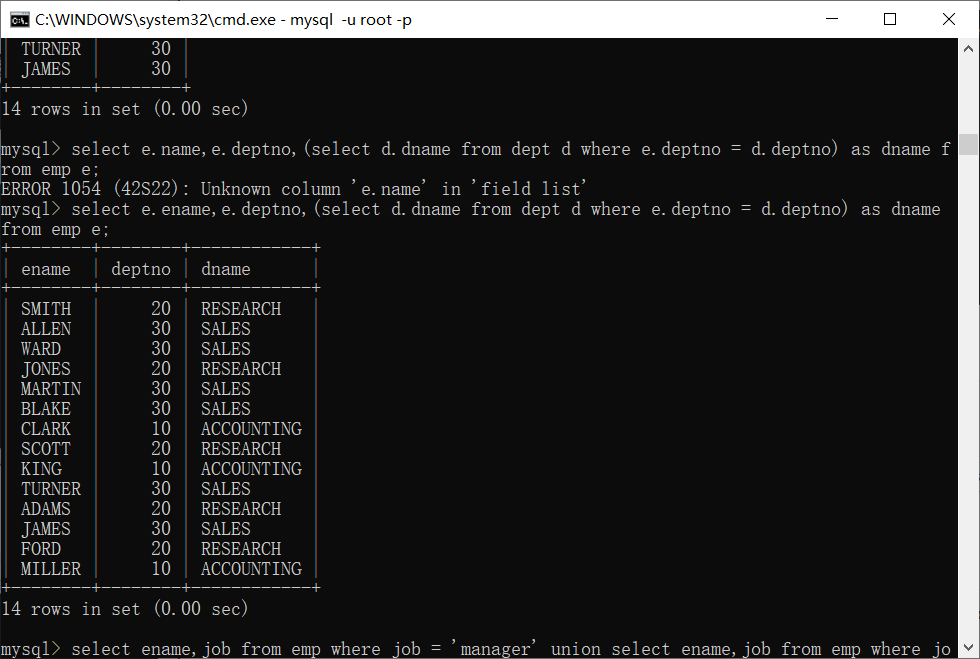 C:\WINDOWS\system32\cmd.exe - mysql  -u root -p
| TURNER |     30 |
| JAMES  |     30 |
+--------+--------+
14 rows in set (0.00 sec)
mysql> select e.name,e.deptno,(select d.dname from dept d where e.deptno = d.deptno) as dname f
rom emp e;
ERROR 1054 (42S22): Unknown column 'e.name' in 'field list'
mysql> select e.ename,e.deptno,(select d.dname from dept d where e.deptno = d.deptno) as dname
from emp e;
+--------+--------+------------+
| ename  | deptno | dname      |
+--------+--------+------------+
| SMITH  |     20 | RESEARCH   |
| ALLEN  |     30 | SALES      |
| WARD   |     30 | SALES      |
| JONES  |     20 | RESEARCH   |
| MARTIN |     30 | SALES      |
| BLAKE  |     30 | SALES      |
| CLARK  |     10 | ACCOUNTING |
| SCOTT  |     20 | RESEARCH   |
| KING   |     10 | ACCOUNTING |
| TURNER |     30 | SALES      |
| ADAMS  |     20 | RESEARCH   |
| JAMES  |     30 | SALES      |
| FORD   |     20 | RESEARCH   |
| MILLER |     10 | ACCOUNTING |
+--------+--------+------------+
14 rows in set (0.00 sec)
mysql> select ename,job from emp where job = 'manager' union select ename,job from emp where jo